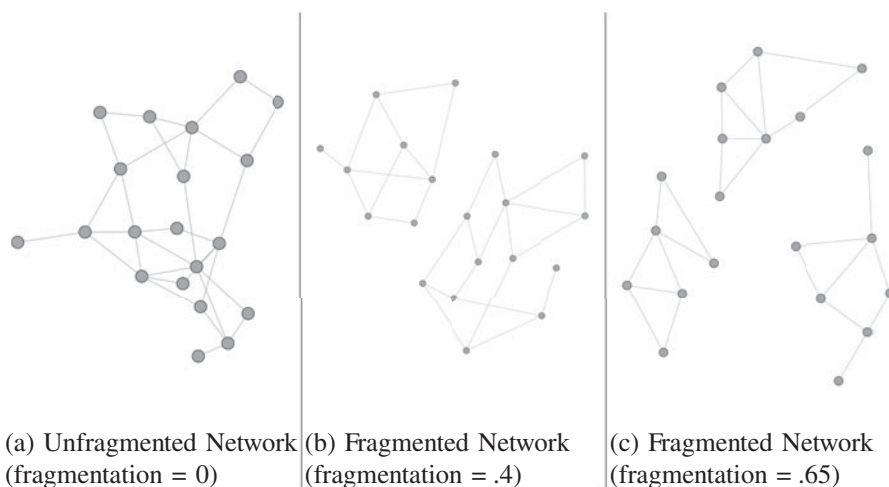 (a) Unfragmented Network
(fragmentation = 0)
(b) Fragmented Network
(fragmentation = .4)
(c) Fragmented Network
(fragmentation = .65)